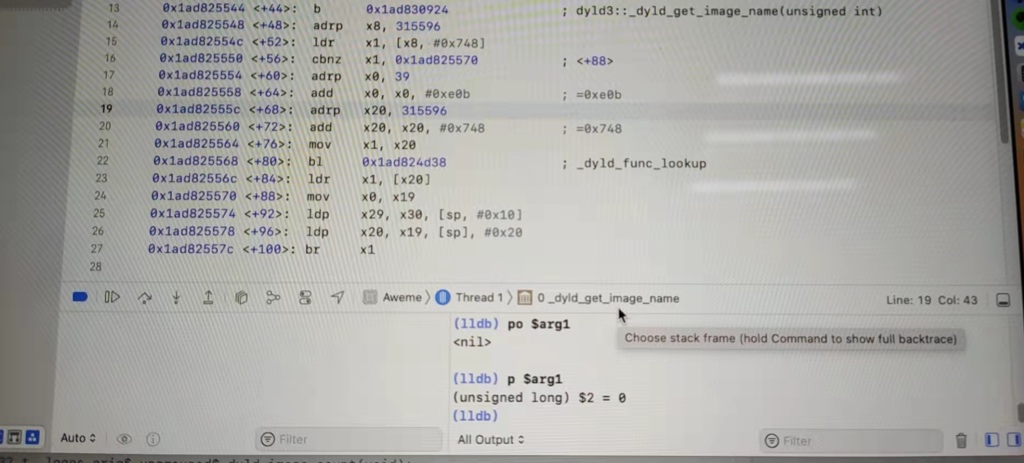 13 0x1ad825544 <+44>: b 0x1ad830924 ; dyld3::_dyld_get_image_name(unsigned int)
14 0x1ad825548 <+48>: adrp x8, 315596
15 0x1ad82554c <+52>: ldr x1, [x8, #0x748]
16 0x1ad825550 <+56>: cbnz x1, 0x1ad825570 ; <+88>
17 0x1ad825554 <+60>: adrp x0, 39
18 0x1ad825558 <+64>: add x0, x0, #0xe0b ; =0xe0b
19 0x1ad82555c <+68>: adrp x20, 315596
20 0x1ad825560 <+72>: add x20, x20, #0x748 ; =0x748
21 0x1ad825564 <+76>: mov x1, x20
22 0x1ad825568 <+80>: bl 0x1ad824d38 ; _dyld_func_lookup
23 0x1ad82556c <+84>: ldr x1, [x20]
24 0x1ad825570 <+88>: mov x0, x19
25 0x1ad825574 <+92>: ldp x29, x30, [sp, #0x10]
26 0x1ad825578 <+96>: ldp x20, x19, [sp], #0x20
27 0x1ad82557c <+100>: br x1
28
Aweme Thread 1 0 _dyld_get_image_name Line: 19 Col: 43
(lldb) po $arg1
Choose stack frame (hold Command to show full backtrace)
<nil>
(lldb) p $arg1
(unsigned long) $2 = 0
(lldb)
Auto Filter All Output Filter